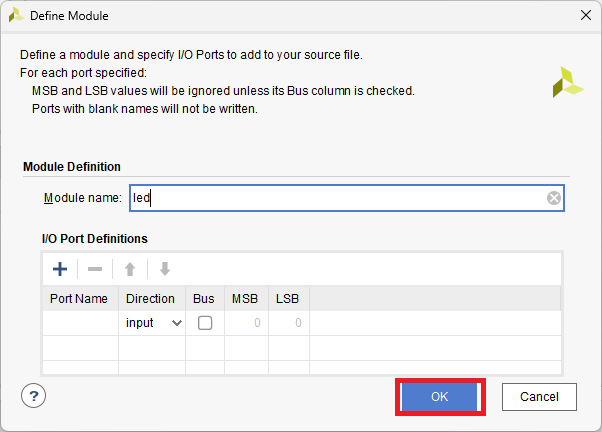 Define Module
Define a module and specify I/O Ports to add to your source file.
For each port specified:
MSB and LSB values will be ignored unless its Bus column is checked.
Ports with blank names will not be written.
Module Definition
Module name: led
I/O Port Definitions
Port Name Direction Bus MSB LSB
input 0 0
? OK Cancel